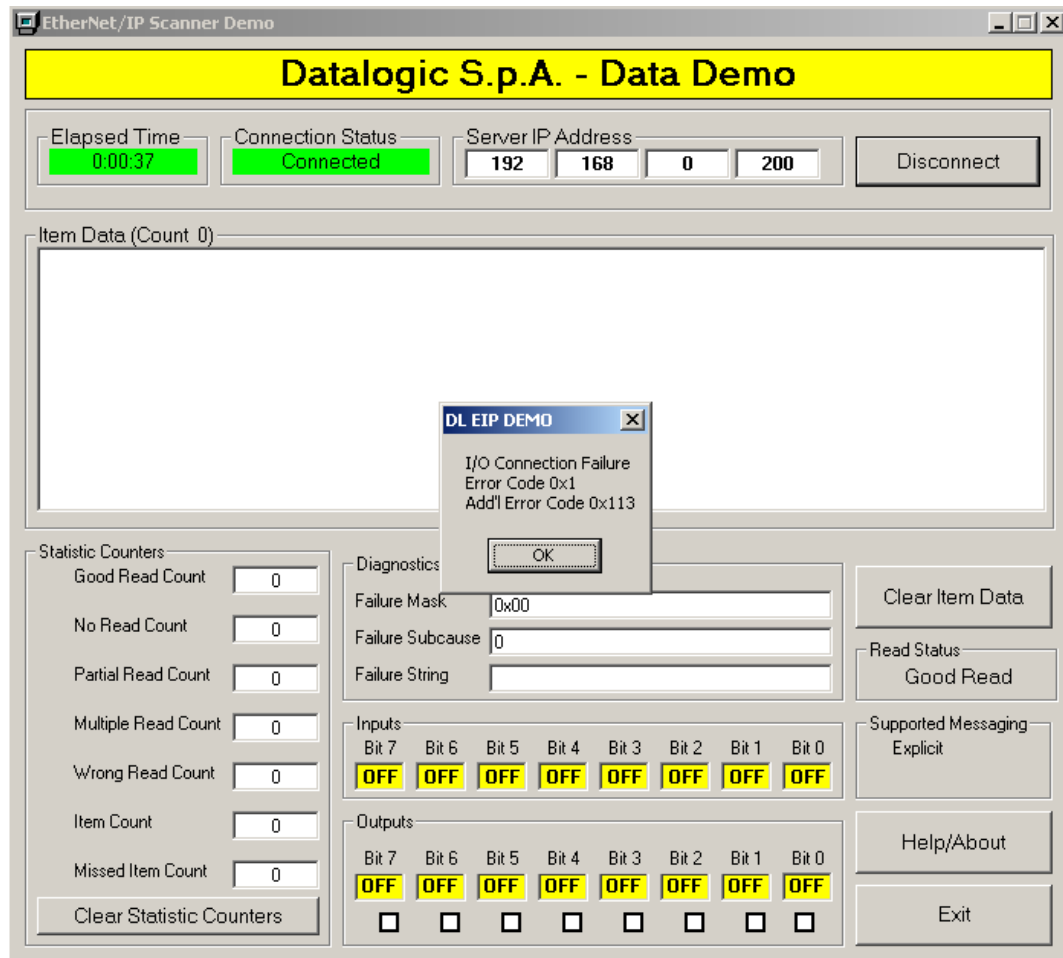 EtherNet/IP Scanner Demo
Datalogic S.p.A. - Data Demo
Elapsed Time
0:00:37
Connection Status
Connected
Server IP Address
192 168 0 200
Disconnect
Item Data (Count 0)
DL EIP DEMO
I/O Connection Failure
Error Code 0x1
Add'l Error Code 0x113
OK
Statistic Counters
Good Read Count 0
No Read Count 0
Partial Read Count 0
Multiple Read Count 0
Wrong Read Count 0
Item Count 0
Missed Item Count 0
Clear Statistic Counters
Diagnostics
Failure Mask 0x00
Failure Subcause 0
Failure String
Inputs
Bit 7 Bit 6 Bit 5 Bit 4 Bit 3 Bit 2 Bit 1 Bit 0
OFF OFF OFF OFF OFF OFF OFF OFF
Outputs
Bit 7 Bit 6 Bit 5 Bit 4 Bit 3 Bit 2 Bit 1 Bit 0
OFF OFF OFF OFF OFF OFF OFF OFF
Clear Item Data
Read Status
Good Read
Supported Messaging
Explicit
Help/About
Exit